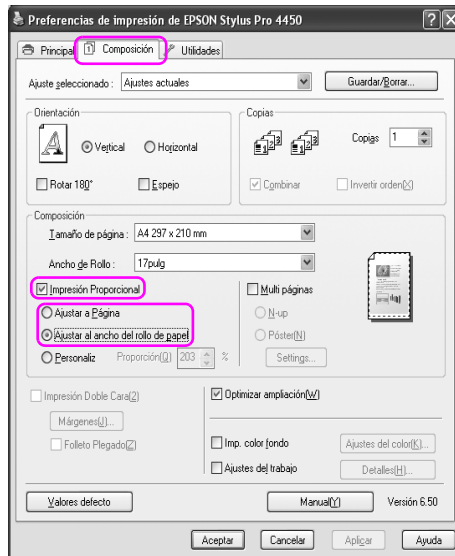 Preferencias de impresión de EPSON Stylus Pro 4450
Principal Composición Utilidades
Ajuste seleccionado : Ajustes actuales Guardar/Borrar...
Orientación Copias
A Vertical Horizontal Copias 1
Rotar 180° Espejo Combinar Invertir orden(X)
Composición
Tamaño de página : A4 297 x 210 mm
Ancho de Rollo : 17pulg
Impresión Proporcional Multi páginas
Ajustar a Página N-up
Ajustar al ancho del rollo de papel Póster(N)
Personaliz Proporción(Q) 203 % Settings...
Impresión Doble Cara(2) Optimizar ampliación(W)
Márgenes(J)...
Folleto Plegado(Z) Imp. color fondo Ajustes del color(K)...
Ajustes del trabajo Detalles(H)...
Valores defecto Manual(Y) Versión 6.50
Aceptar Cancelar Aplicar Ayuda